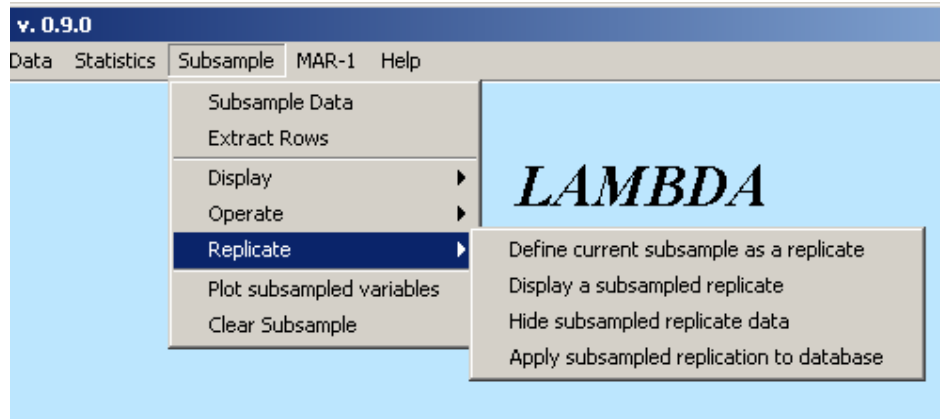 v. 0.9.0
Data Statistics Subsample MAR-1 Help
Subsample Data
Extract Rows
Display
Operate
Replicate
Plot subsampled variables
Clear Subsample
LAMBDA
Define current subsample as a replicate
Display a subsampled replicate
Hide subsampled replicate data
Apply subsampled replication to database